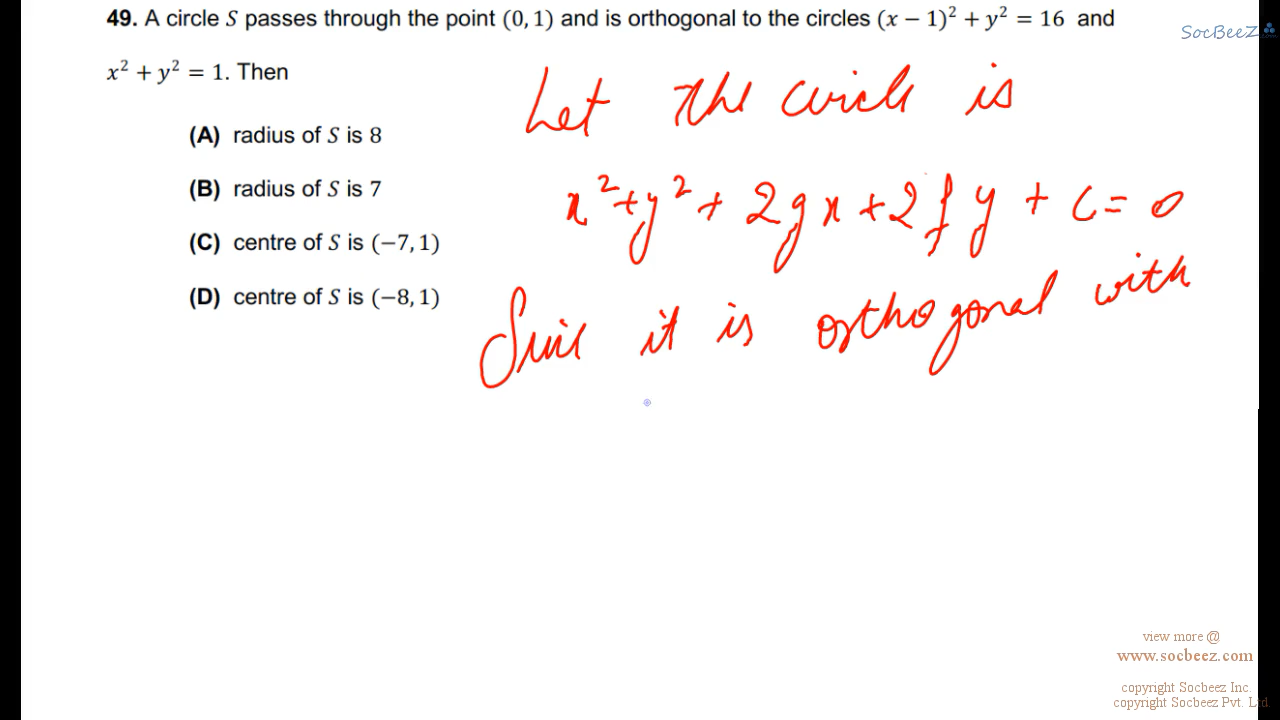 49. A circle S passes through the point (0, 1) and is orthogonal to the circles (x − 1)² + y² = 16 and
SocBeeZ
x² + y² = 1. Then
Let the circle is
(A) radius of S is 8
(B) radius of S is 7
x² + y² + 2gx + 2fy + c = 0
(C) centre of S is (−7, 1)
(D) centre of S is (−8, 1)
it is orthogonal with
view more @
www.socbeez.com
copyright Socbeez Inc.
copyright Socbeez Pvt. Ltd.